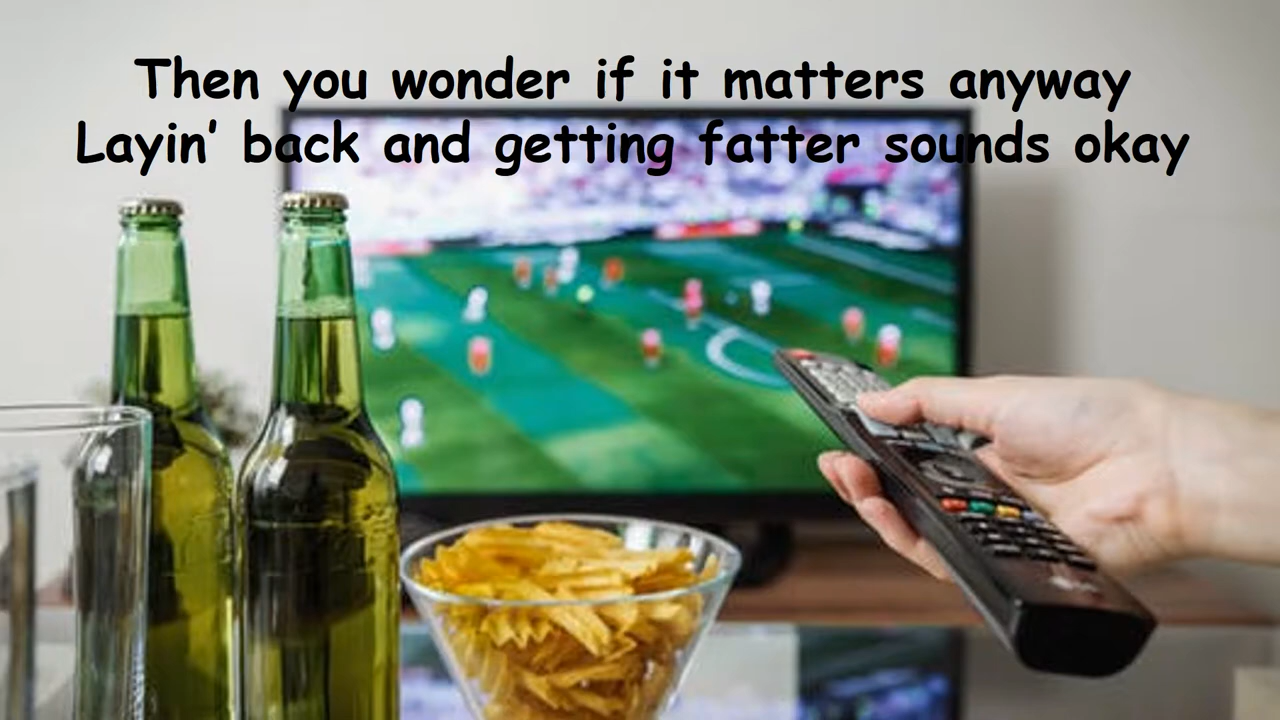 Then you wonder if it matters anyway
Layin’ back and getting fatter sounds okay